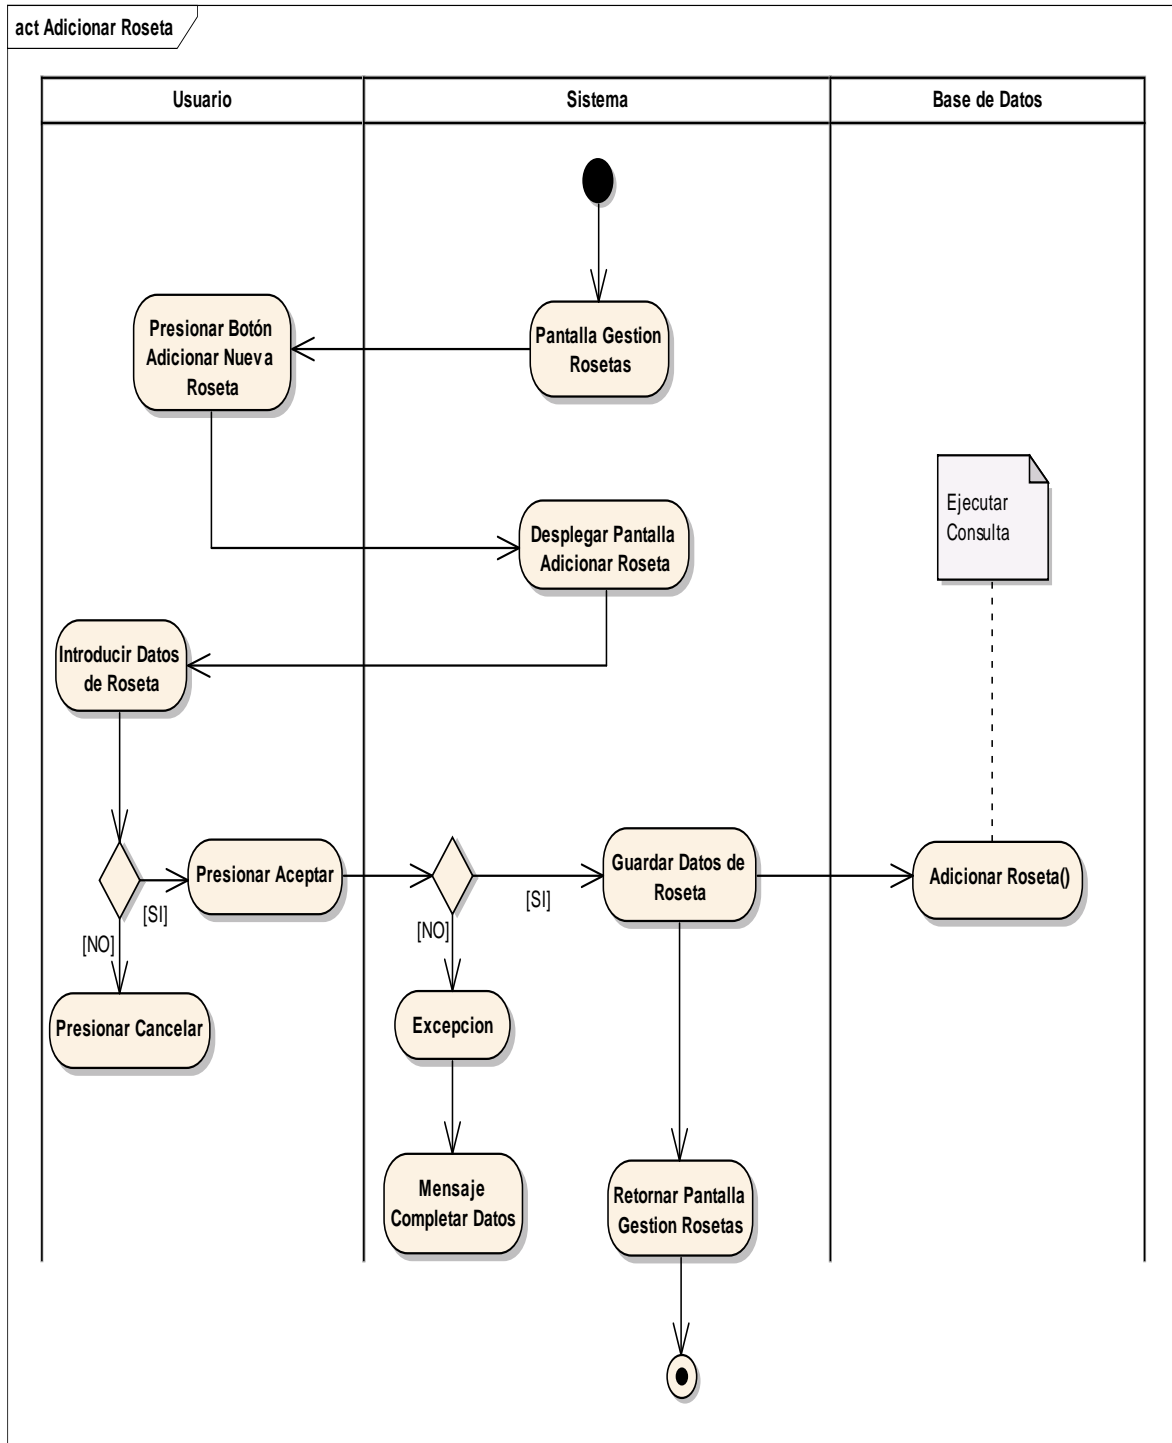 act Adicionar Roseta
Usuario
Sistema
Base de Datos
Presionar Botón
Adicionar Nueva
Roseta
Pantalla Gestion
Rosetas
Desplegar Pantalla
Adicionar Roseta
Ejecutar
Consulta
Introducir Datos
de Roseta
Presionar Aceptar
[SI]
[NO]
Presionar Cancelar
[SI]
[NO]
Guardar Datos de
Roseta
Adicionar Roseta()
Excepcion
Mensaje
Completar Datos
Retornar Pantalla
Gestion Rosetas